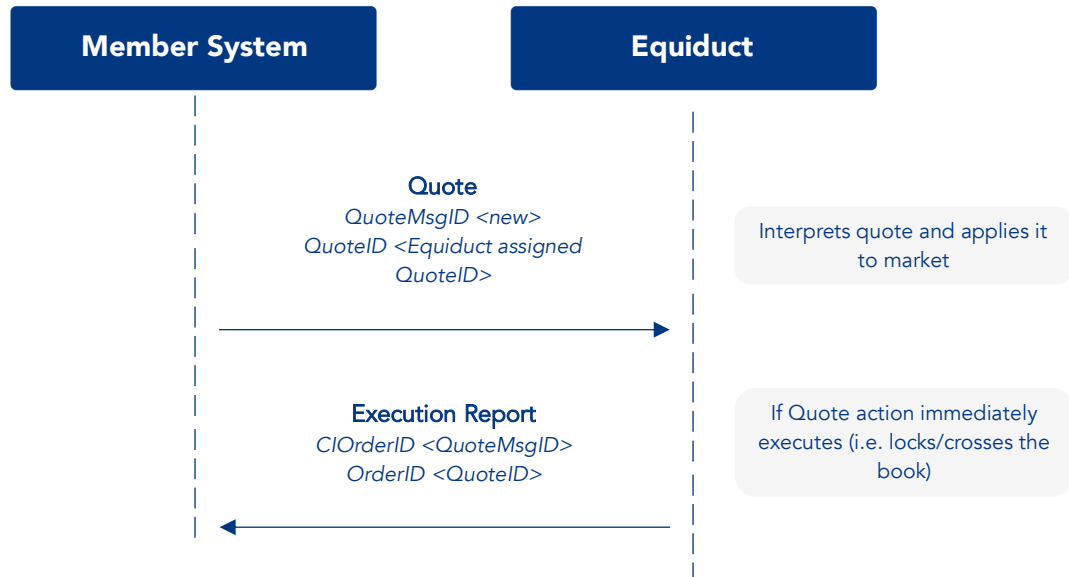 Member System
Equiduct
Quote
QuoteMsgID <new>
QuoteID <Equiduct assigned
QuoteID>
Interprets quote and applies it
to market
Execution Report
ClOrderID <QuoteMsgID>
OrderID <QuoteID>
If Quote action immediately
executes (i.e. locks/crosses the
book)